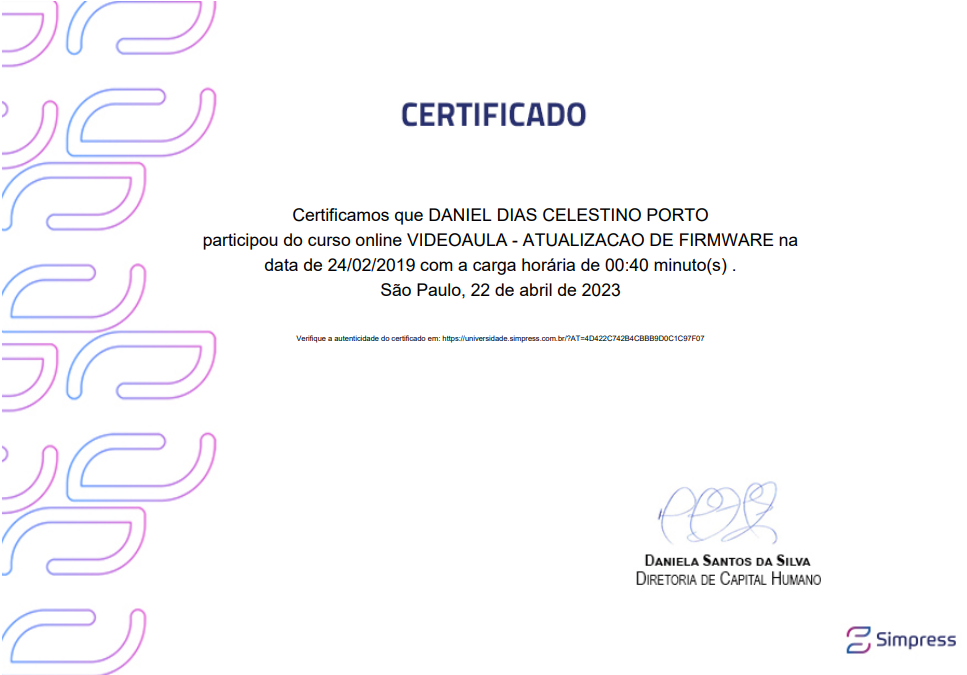 CERTIFICADO
Certificamos que DANIEL DIAS CELESTINO PORTO
participou do curso online VIDEOAULA - ATUALIZACAO DE FIRMWARE na
data de 24/02/2019 com a carga horária de 00:40 minuto(s) .
São Paulo, 22 de abril de 2023
Verifique a autenticidade do certificado em: https://universidade.simpress.com.br/?AT=4D422C742B4CBBB9D0C1C97F07
DANIELA SANTOS DA SILVA
DIRETORIA DE CAPITAL HUMANO
Simpress